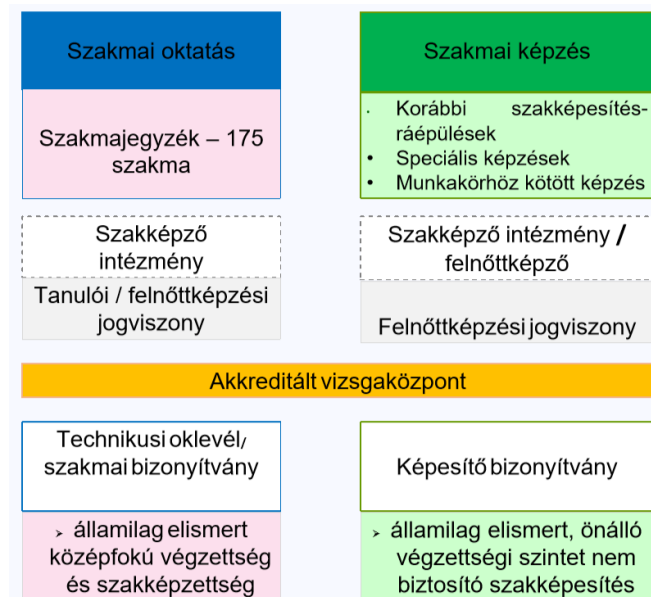 Szakmai oktatás
Szakmajegyzék – 175
szakma
Szakképző
intézmény
Tanulói / felnőttképzési
jogviszony
Szakmai képzés
· Korábbi szakképesítés-
ráépülések
• Speciális képzések
• Munkakörhöz kötött képzés
Szakképző intézmény /
felnőttképző
Felnőttképzési jogviszony
Akkreditált vizsgaközpont
Technikusi oklevél/
szakmai bizonyítvány
➢ államilag elismert
középfokú végzettség
és szakképzettség
Képesítő bizonyítvány
➢ államilag elismert, önálló
végzettségi szintet nem
biztosító szakképesítés